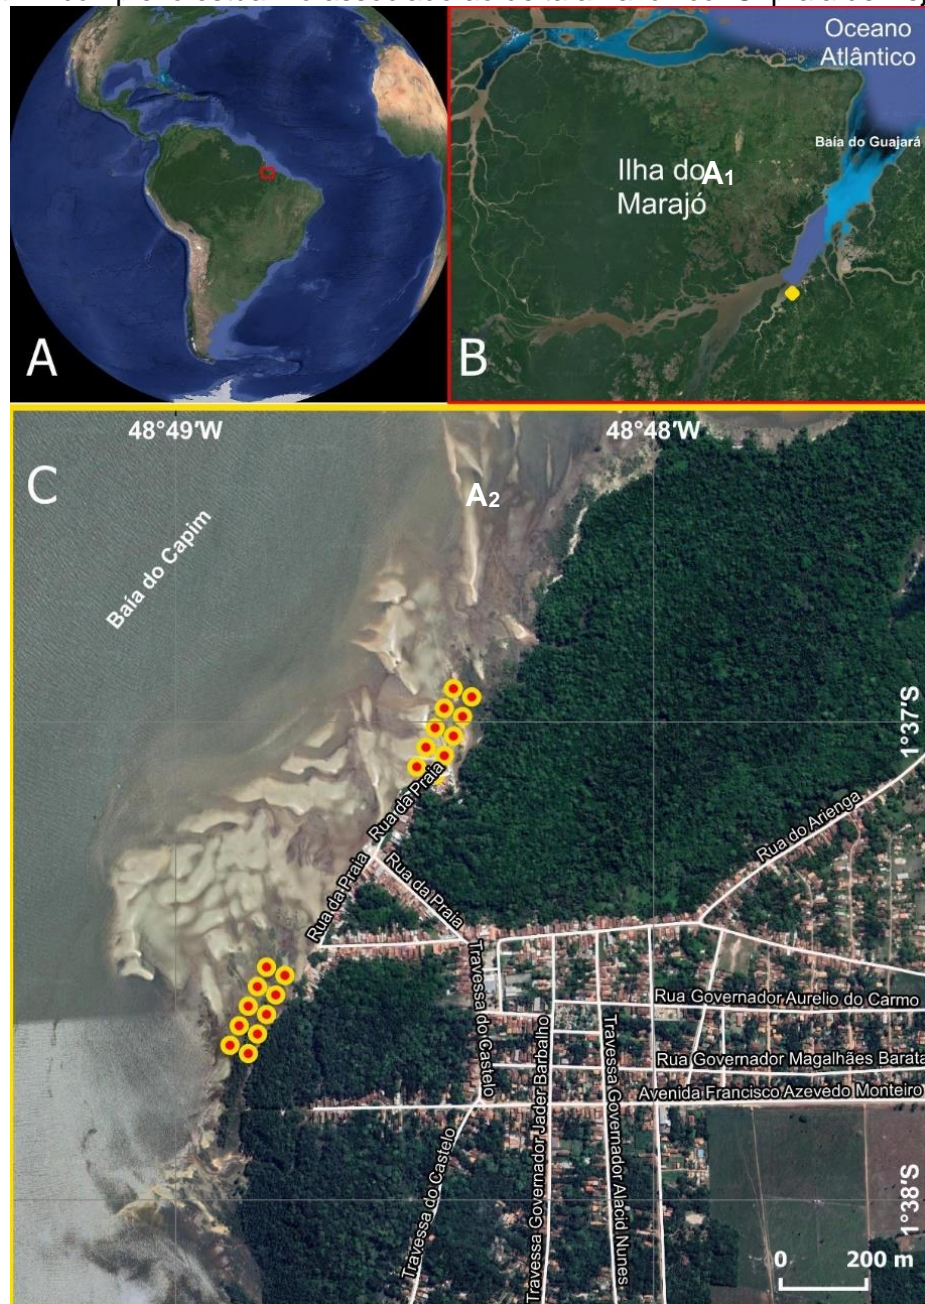 Oceano
Atlântico
Baía do Guajará
Ilha do
Marajó
A1
A
B
48°49'W
48°48'W
C
A2
Baía do Capim
1°37'S
Rua da Praia
Rua do Arienga
Rua da Praia
Rua da Praia
Travessa do Castelo
Rua Governador Aurelio do Carmo
Travessa Governador Jader Barbalho
Travessa Governador Alacid Nunes
Rua Governador Magalhães Barata
Avenida Francisco Azevedo Monteiro
Travessa do Castelo
1°38'S
0 200 m